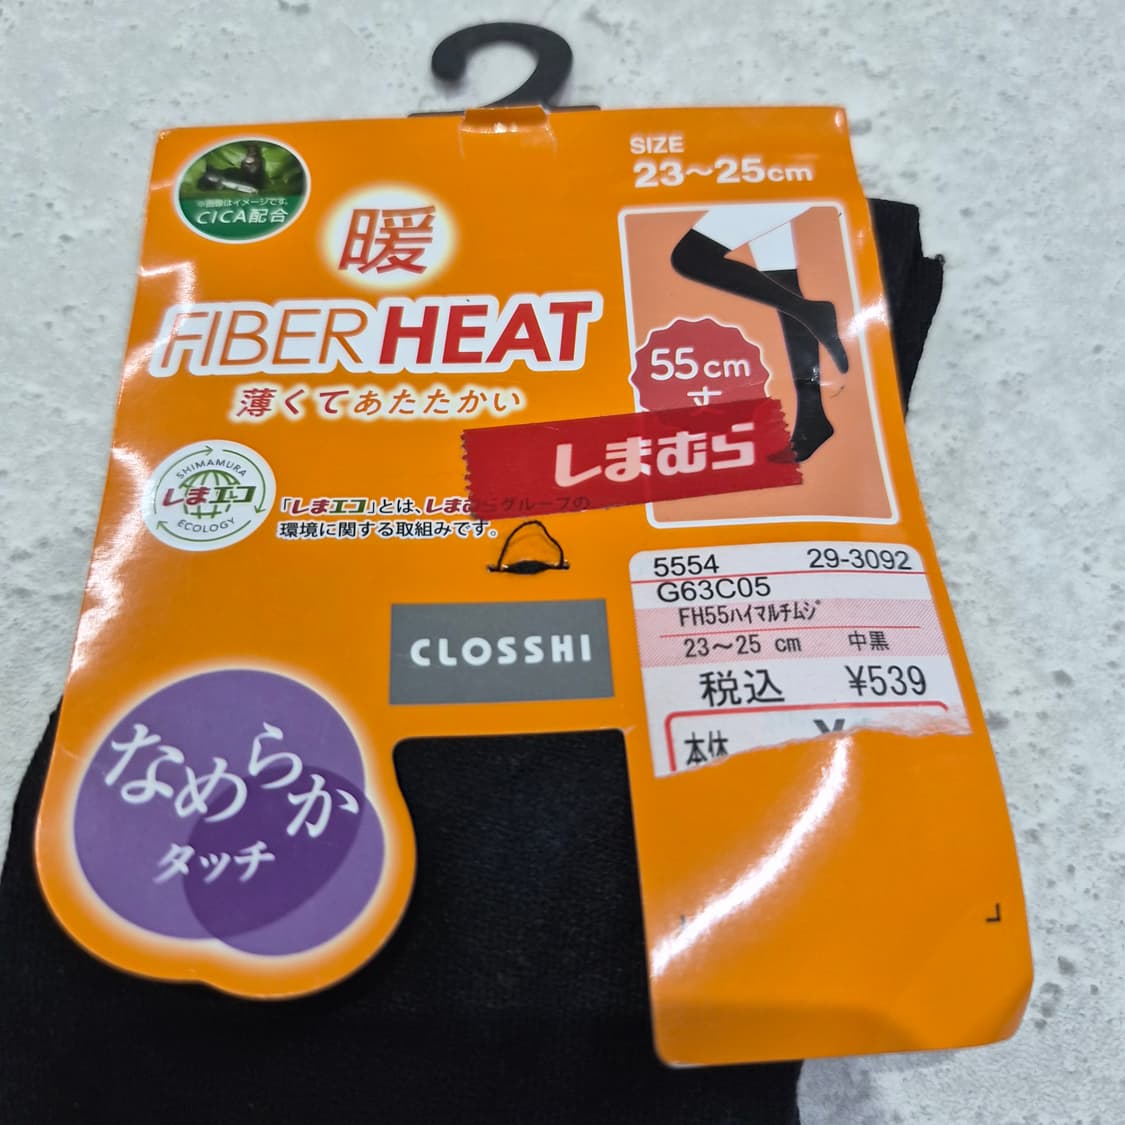 ※画像はイメージです。
CICA配合
暖
FIBER HEAT
薄くてあたたかい
SIZE
23〜25cm
55cm
丈
しまむら
SHIMAMURA
しまエコ
ECOLOGY
「しまエコ」とは、しまむらグループの
環境に関する取組みです。
CLOSSHI
なめらか
タッチ
5554 29-3092
G63C05
FH55ハイマルチムジ
23〜25 cm 中黒
税込 ¥539
本体